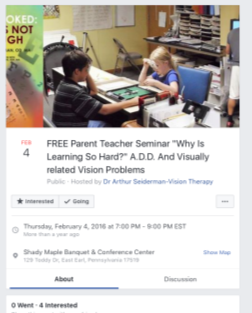 OKED:
S NOT
GH
FEB
4
FREE Parent Teacher Seminar "Why Is
Learning So Hard?" A.D.D. And Visually
related Vision Problems
Public · Hosted by Dr Arthur Seiderman-Vision Therapy
Interested
Going
Thursday, February 4, 2016 at 7:00 PM - 9:00 PM EST
More than a year ago
Shady Maple Banquet & Conference Center
Show Map
129 Toddy Dr, East Earl, Pennsylvania 17519
About
Discussion
0 Went · 4 Interested